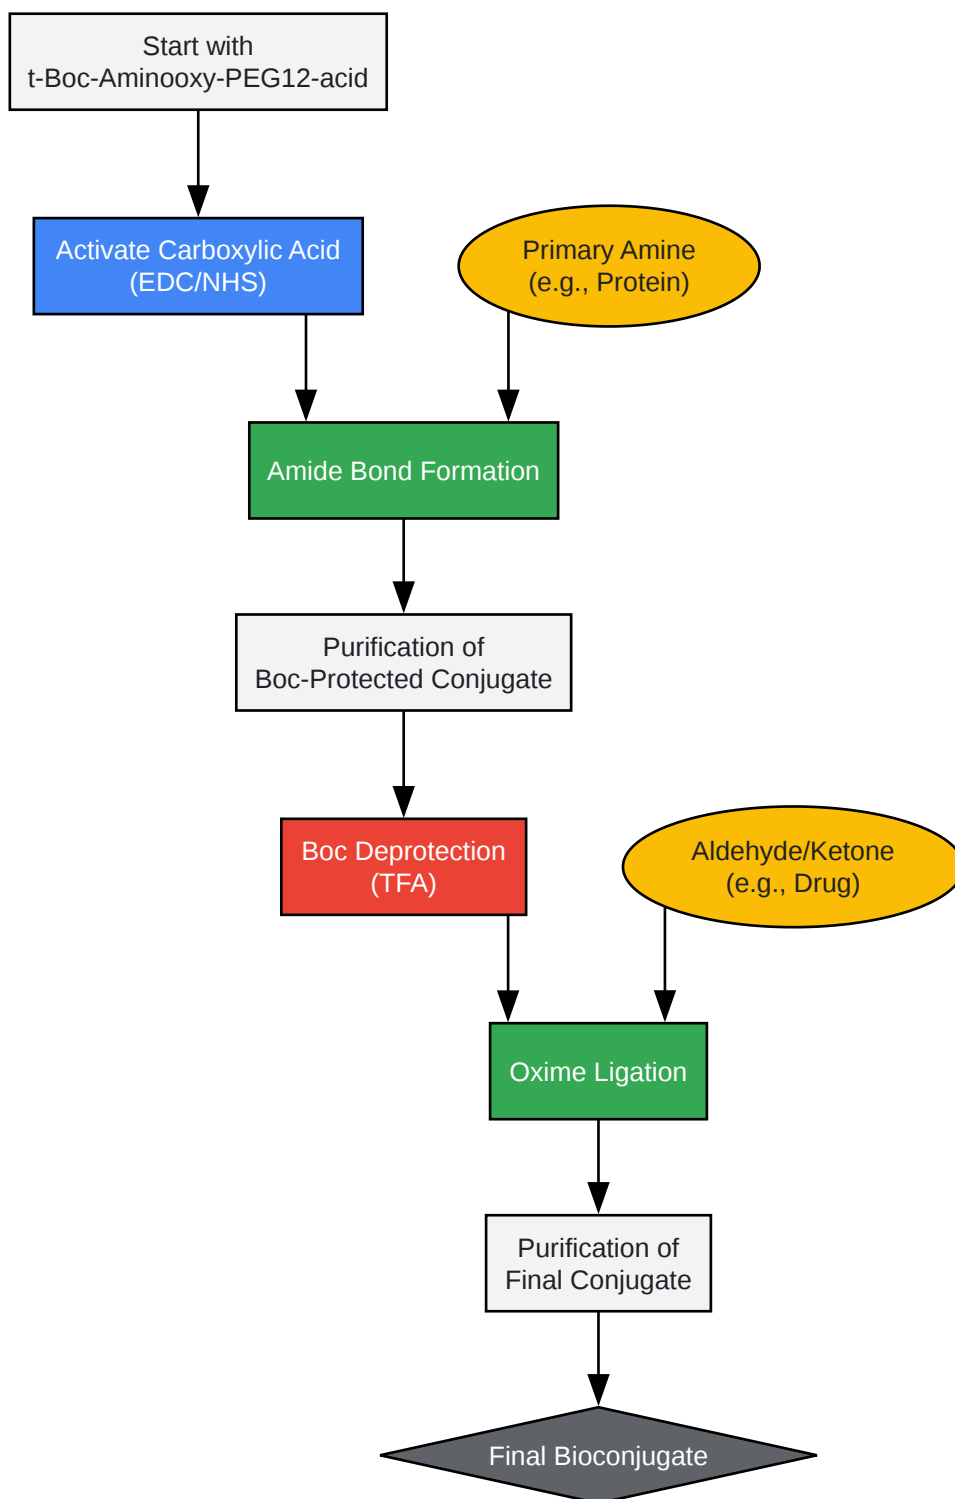 Start with
t-Boc-Aminooxy-PEG12-acid
Activate Carboxylic Acid
(EDC/NHS)
Primary Amine
(e.g., Protein)
Amide Bond Formation
Purification of
Boc-Protected Conjugate
Boc Deprotection
(TFA)
Aldehyde/Ketone
(e.g., Drug)
Oxime Ligation
Purification of
Final Conjugate
Final Bioconjugate